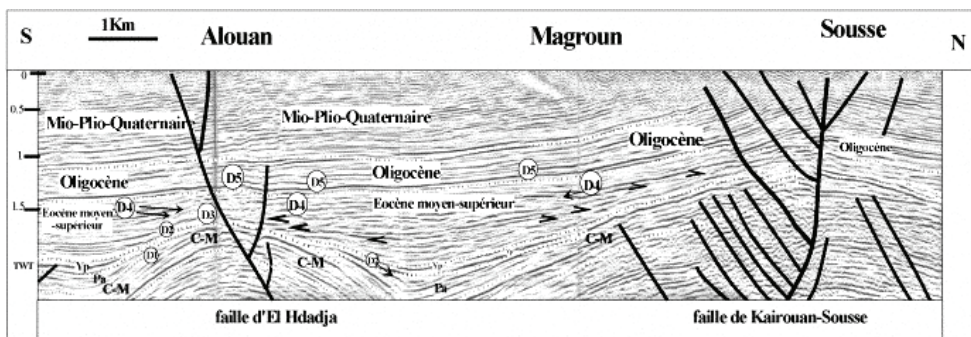 S 1Km Alouan Magroun Sousse N
0
0.5
Mio-Plio-Quaternaire Mio-Plio-Quaternaire
1
Oligocène
D5 D5 Oligocène D5 D4 Oligocène
1.5
D4 Eocène moyen D3 D4 Eocène moyen-supérieur
-supérieur D2
D1 C-M C-M C-M
TWT Yp Yp
Pa Pa
C-M
faille d'El Hdadja faille de Kairouan-Sousse